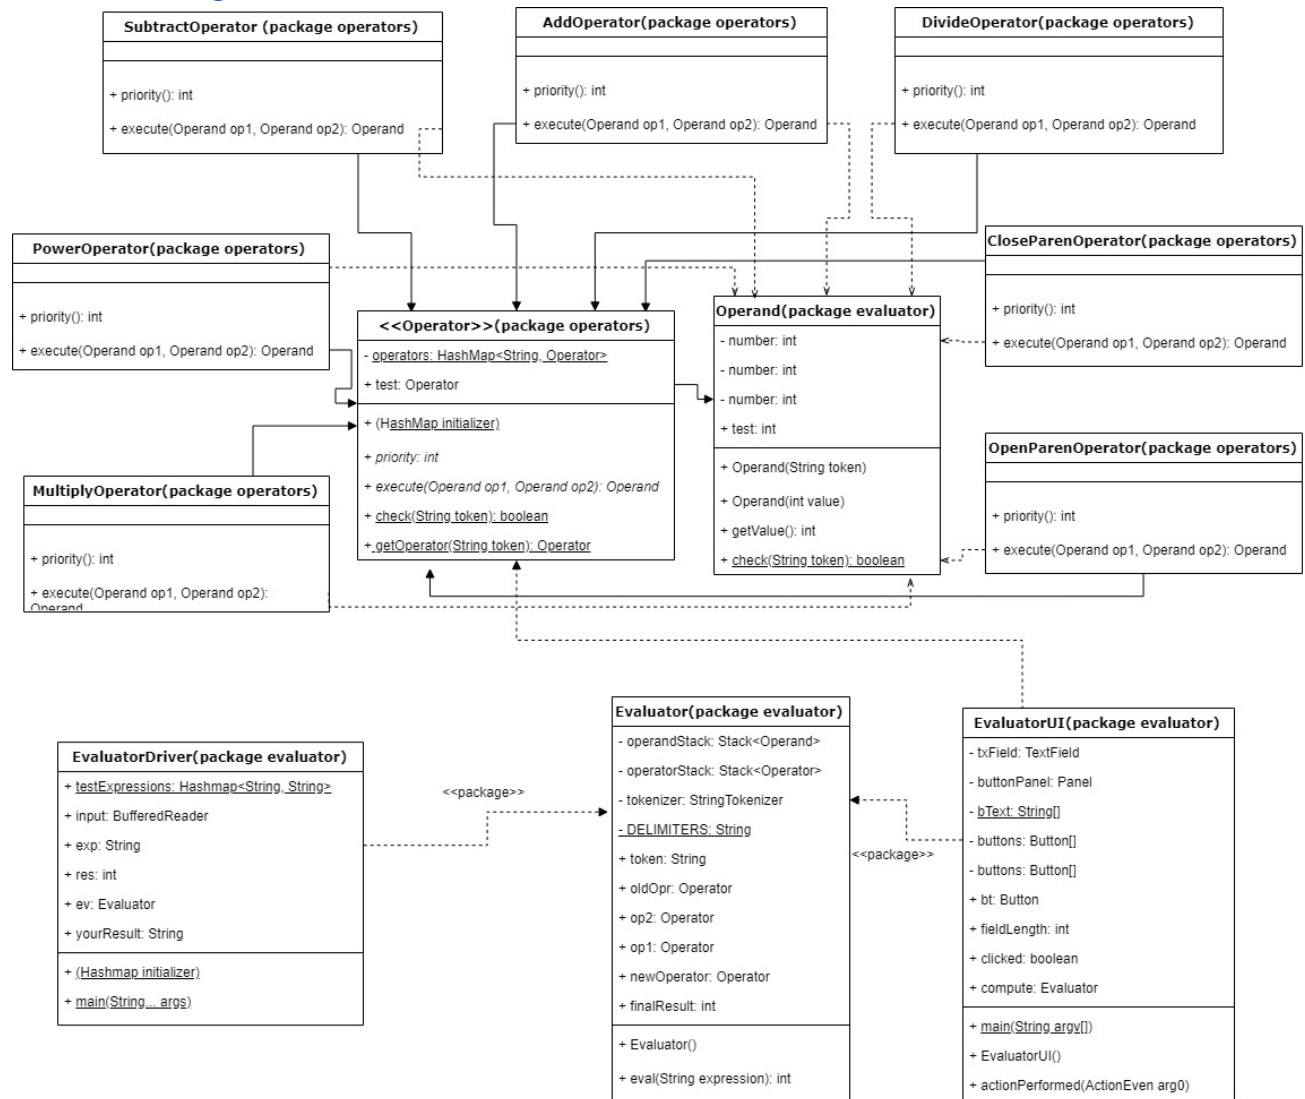 SubtractOperator (package operators)
+ priority(): int
+ execute(Operand op1, Operand op2): Operand
AddOperator(package operators)
+ priority(): int
+ execute(Operand op1, Operand op2): Operand
DivideOperator(package operators)
+ priority(): int
+ execute(Operand op1, Operand op2): Operand
PowerOperator(package operators)
+ priority(): int
+ execute(Operand op1, Operand op2): Operand
<<Operator>>(package operators)
- operators: HashMap<String, Operator>
+ test: Operator
+ (HashMap initializer)
+ priority: int
+ execute(Operand op1, Operand op2): Operand
+ check(String token): boolean
+ getOperator(String token): Operator
Operand(package evaluator)
- number: int
- number: int
- number: int
+ test: int
+ Operand(String token)
+ Operand(int value)
+ getValue(): int
+ check(String token): boolean
CloseParenOperator(package operators)
+ priority(): int
+ execute(Operand op1, Operand op2): Operand
OpenParenOperator(package operators)
+ priority(): int
+ execute(Operand op1, Operand op2): Operand
MultiplyOperator(package operators)
+ priority(): int
+ execute(Operand op1, Operand op2):
Operand
EvaluatorDriver(package evaluator)
+ testExpressions: Hashmap<String, String>
+ input: BufferedReader
+ exp: String
+ res: int
+ ev: Evaluator
+ yourResult: String
+ (Hashmap initializer)
+ main(String... args)
<<package>>
Evaluator(package evaluator)
- operandStack: Stack<Operand>
- operatorStack: Stack<Operator>
- tokenizer: StringTokenizer
- DELIMITERS: String
+ token: String
+ oldOpr: Operator
+ op2: Operator
+ op1: Operator
+ newOperator: Operator
+ finalResult: int
+ Evaluator()
+ eval(String expression): int
<<package>>
EvaluatorUI(package evaluator)
- txField: TextField
- buttonPanel: Panel
- bText: String[]
- buttons: Button[]
- buttons: Button[]
+ bt: Button
+ fieldLength: int
+ clicked: boolean
+ compute: Evaluator
+ main(String argv[])
+ EvaluatorUI()
+ actionPerformed(ActionEven arg0)